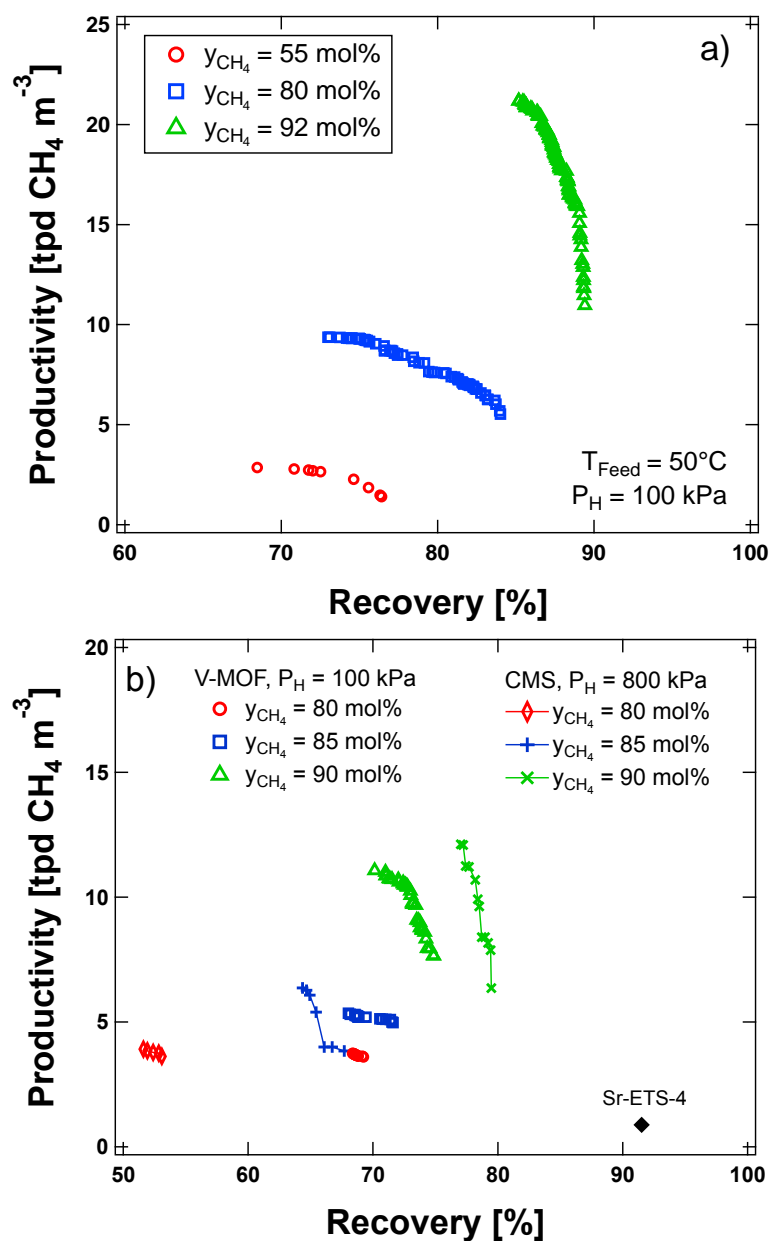 a)
y_CH₄ = 55 mol%
y_CH₄ = 80 mol%
y_CH₄ = 92 mol%
25
20
15
10
5
0
Productivity [tpd CH₄ m⁻³]
T_Feed = 50°C
P_H = 100 kPa
60 70 80 90 100
Recovery [%]
b)
V-MOF, P_H = 100 kPa
y_CH₄ = 80 mol%
y_CH₄ = 85 mol%
y_CH₄ = 90 mol%
CMS, P_H = 800 kPa
y_CH₄ = 80 mol%
y_CH₄ = 85 mol%
y_CH₄ = 90 mol%
20
15
10
5
0
Productivity [tpd CH₄ m⁻³]
Sr-ETS-4
50 60 70 80 90 100
Recovery [%]